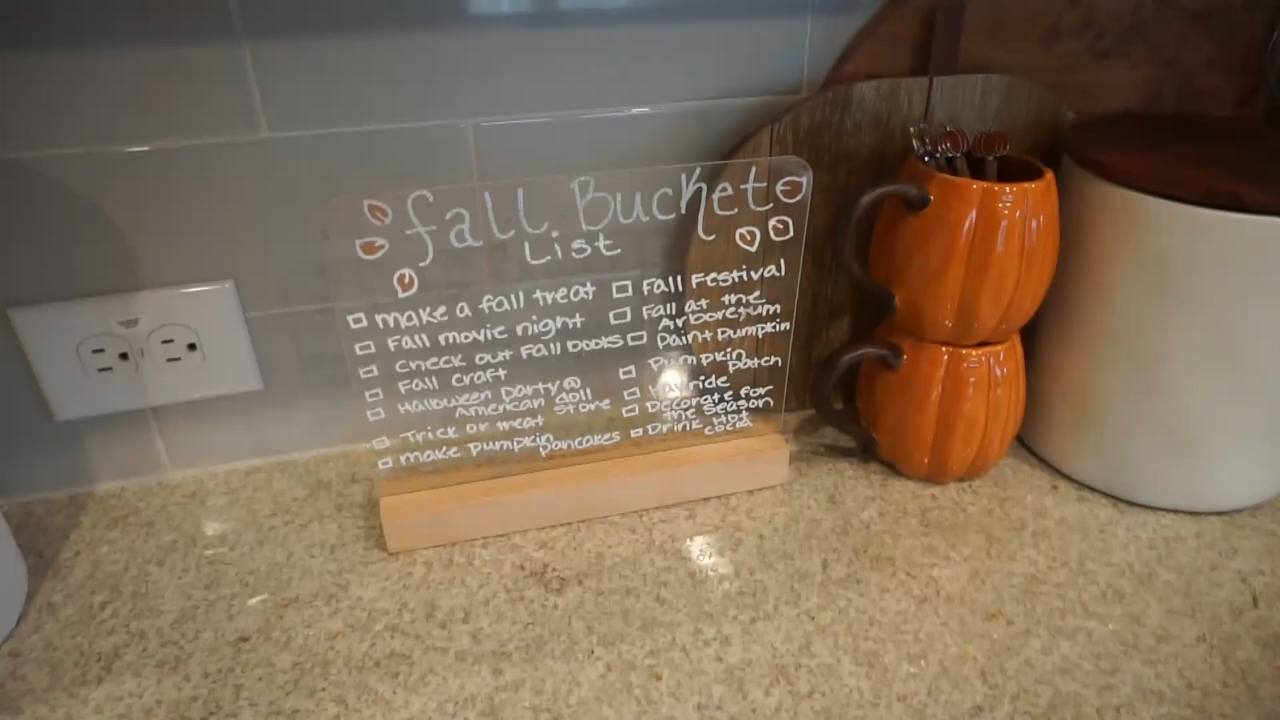 fall Bucket
List
make a fall treat
Fall movie night
Check out Fall books
Fall craft
Halloween Party @
American doll
store
Trick or treat
make pumpkin
pancakes
Fall Festival
Fall at the
Arboretum
Paint Pumpkin
Pumpkin
Patch
Hayride
Decorate for
the season
Drink Hot
cocoa